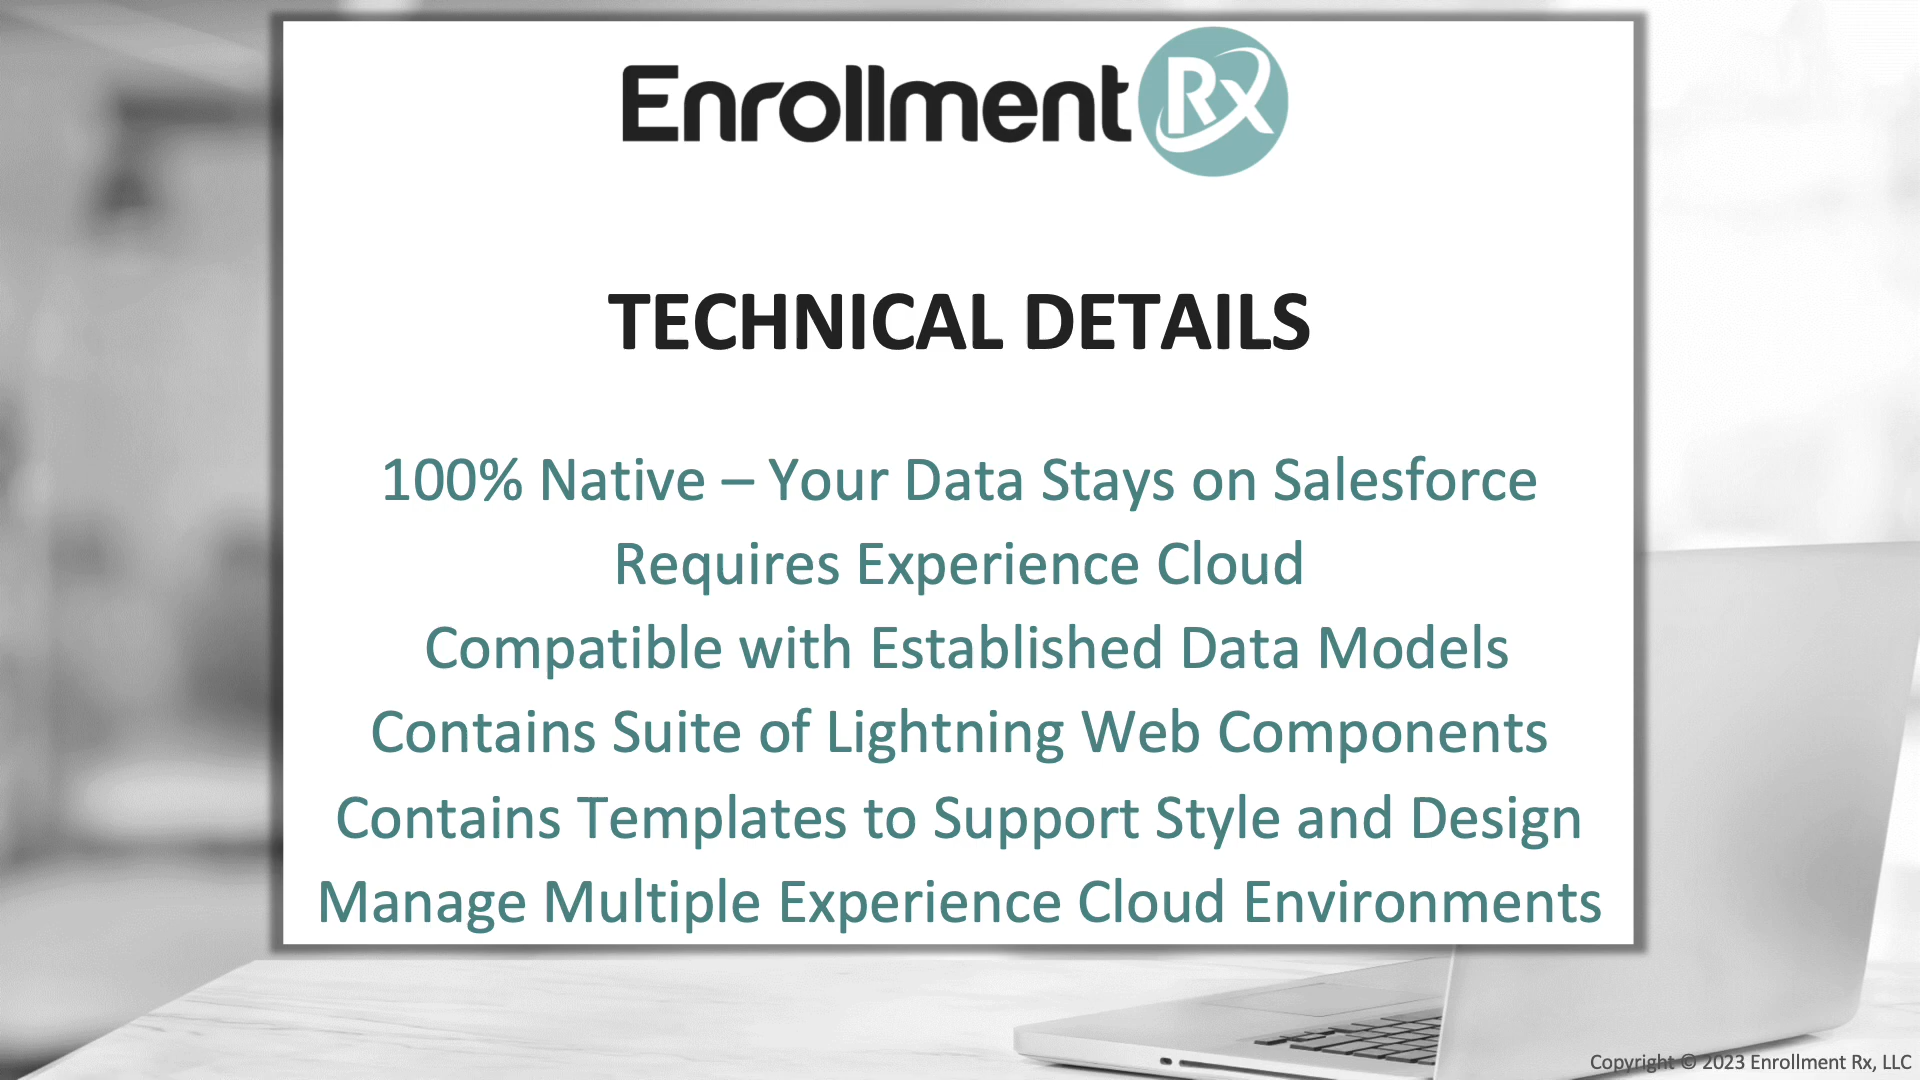 Enrollment Rx
TECHNICAL DETAILS
100% Native – Your Data Stays on Salesforce
Requires Experience Cloud
Compatible with Established Data Models
Contains Suite of Lightning Web Components
Contains Templates to Support Style and Design
Manage Multiple Experience Cloud Environments
Copyright © 2023 Enrollment Rx, LLC